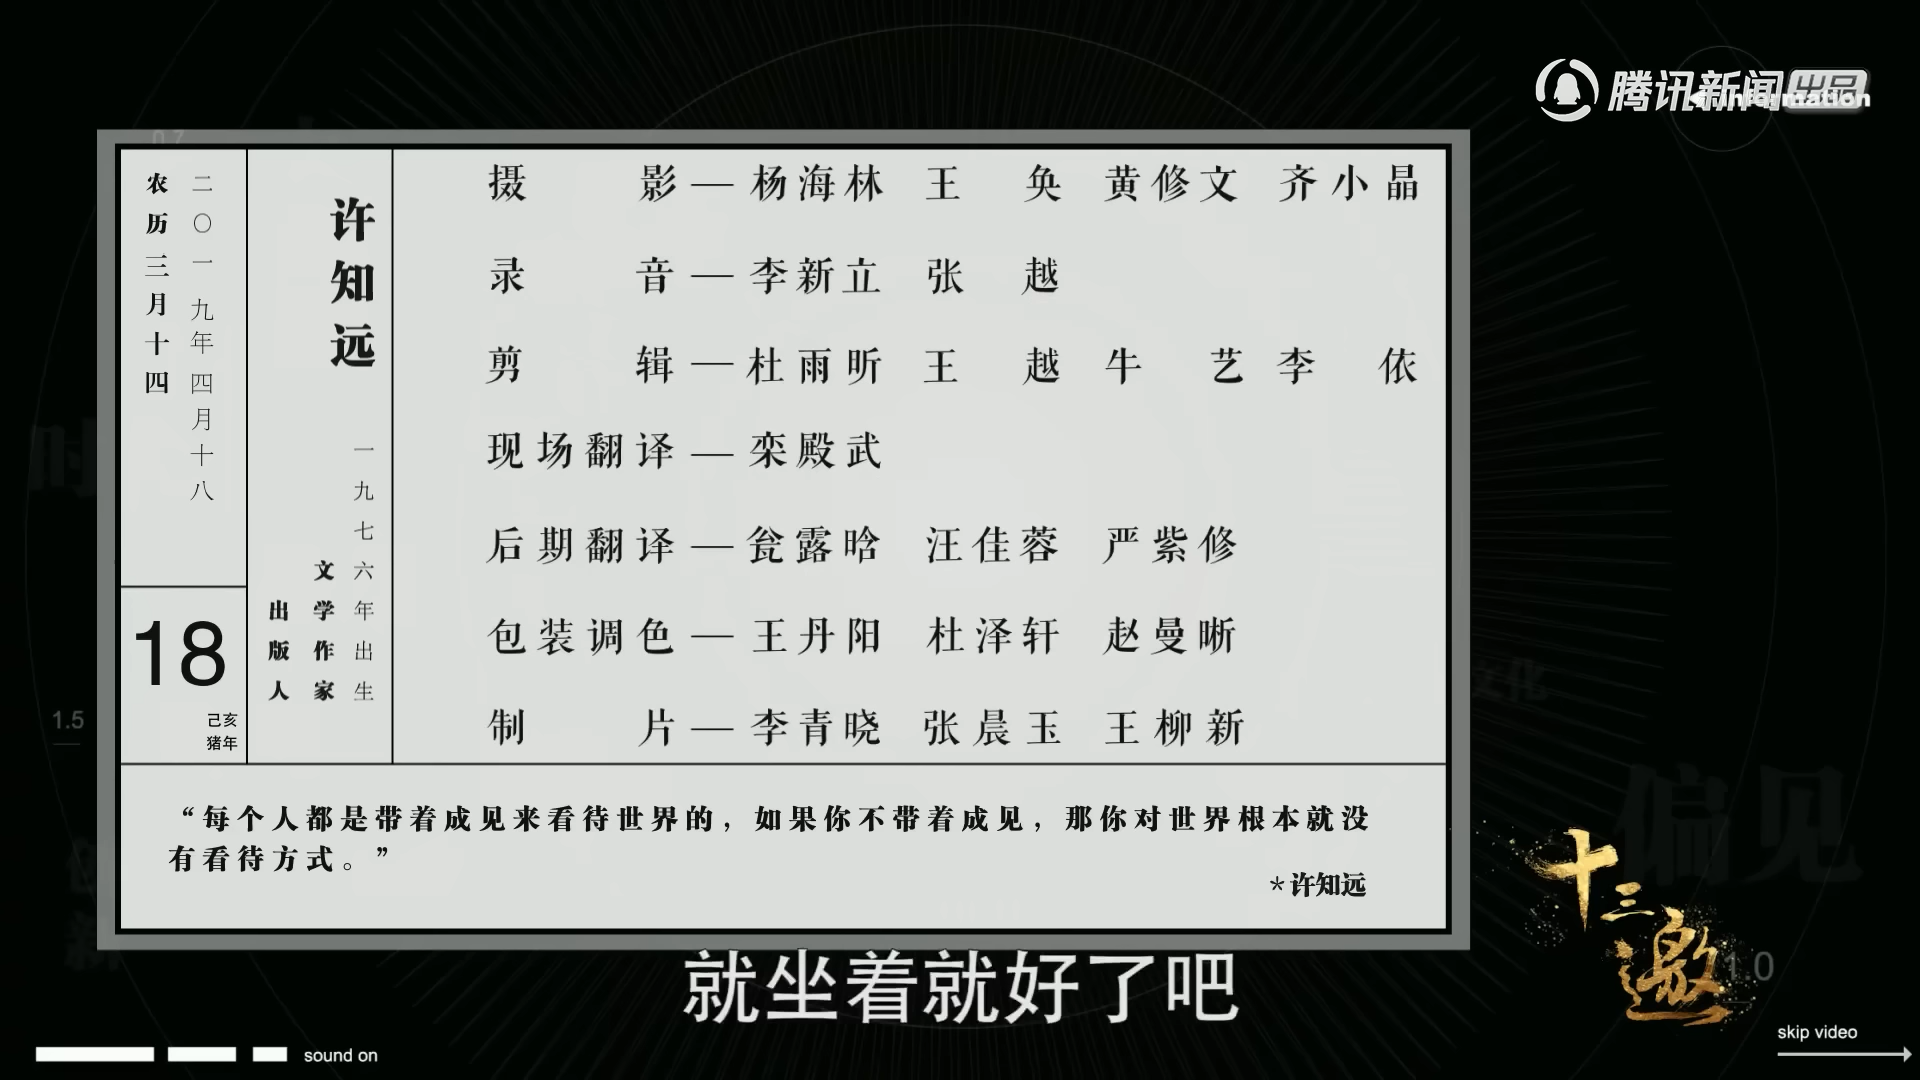 腾讯新闻 出品
information
0.7
农历三月十四
二〇一九年四月十八
18
己亥
猪年
许知远
一九七六年出生
文学作家
出版人
摄影—杨海林 王奂 黄修文 齐小晶
录音—李新立 张越
剪辑—杜雨昕 王越 牛艺 李依
现场翻译—栾殿武
后期翻译—瓮露晗 汪佳蓉 严紫修
包装调色—王丹阳 杜泽轩 赵曼晰
制片—李青晓 张晨玉 王柳新
“每个人都是带着成见来看待世界的，如果你不带着成见，那你对世界根本就没
有看待方式。”
*许知远
1.5
文化
偏见
十三邀
1.0
就坐着就好了吧
sound on
skip video